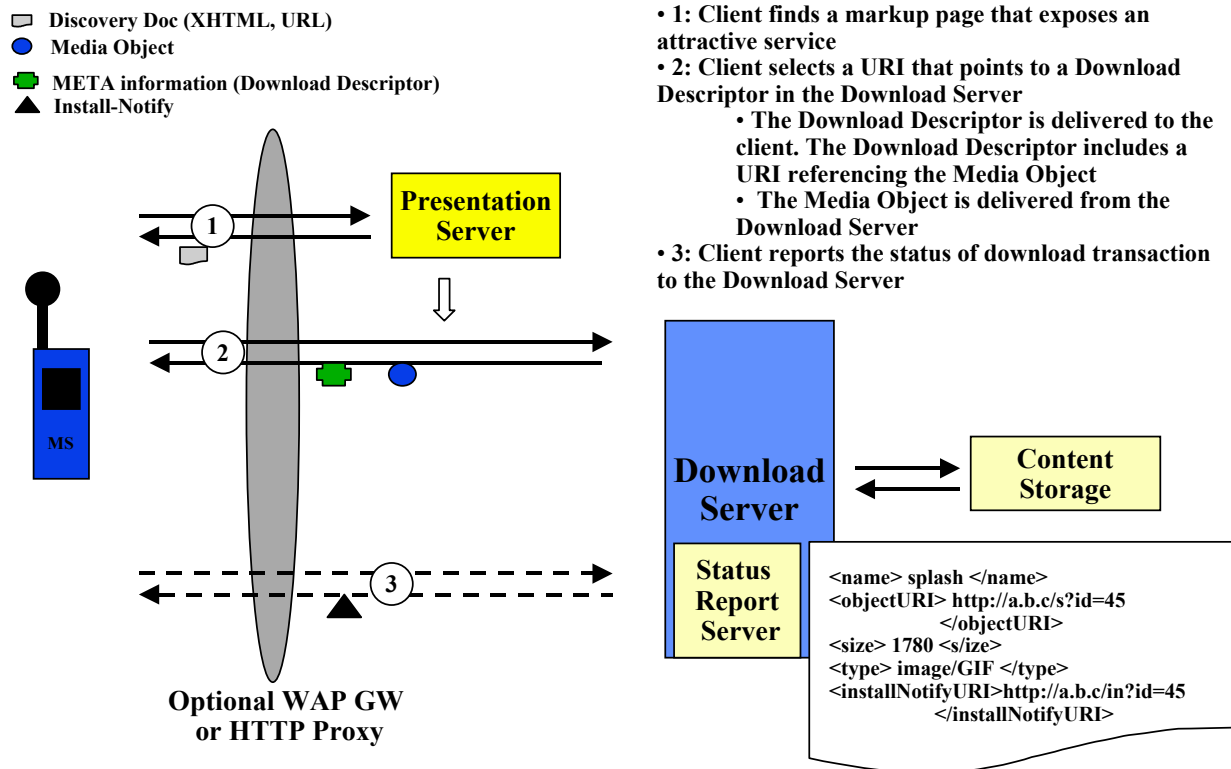 Discovery Doc (XHTML, URL)
Media Object
META information (Download Descriptor)
Install-Notify
• 1: Client finds a markup page that exposes an
attractive service
• 2: Client selects a URI that points to a Download
Descriptor in the Download Server
• The Download Descriptor is delivered to the
client. The Download Descriptor includes a
URI referencing the Media Object
• The Media Object is delivered from the
Download Server
• 3: Client reports the status of download transaction
to the Download Server
1
Presentation
Server
2
MS
3
Optional WAP GW
or HTTP Proxy
Download
Server
Content
Storage
Status
Report
Server
<name> splash </name>
<objectURI> http://a.b.c/s?id=45
</objectURI>
<size> 1780 <s/ize>
<type> image/GIF </type>
<installNotifyURI>http://a.b.c/in?id=45
</installNotifyURI>